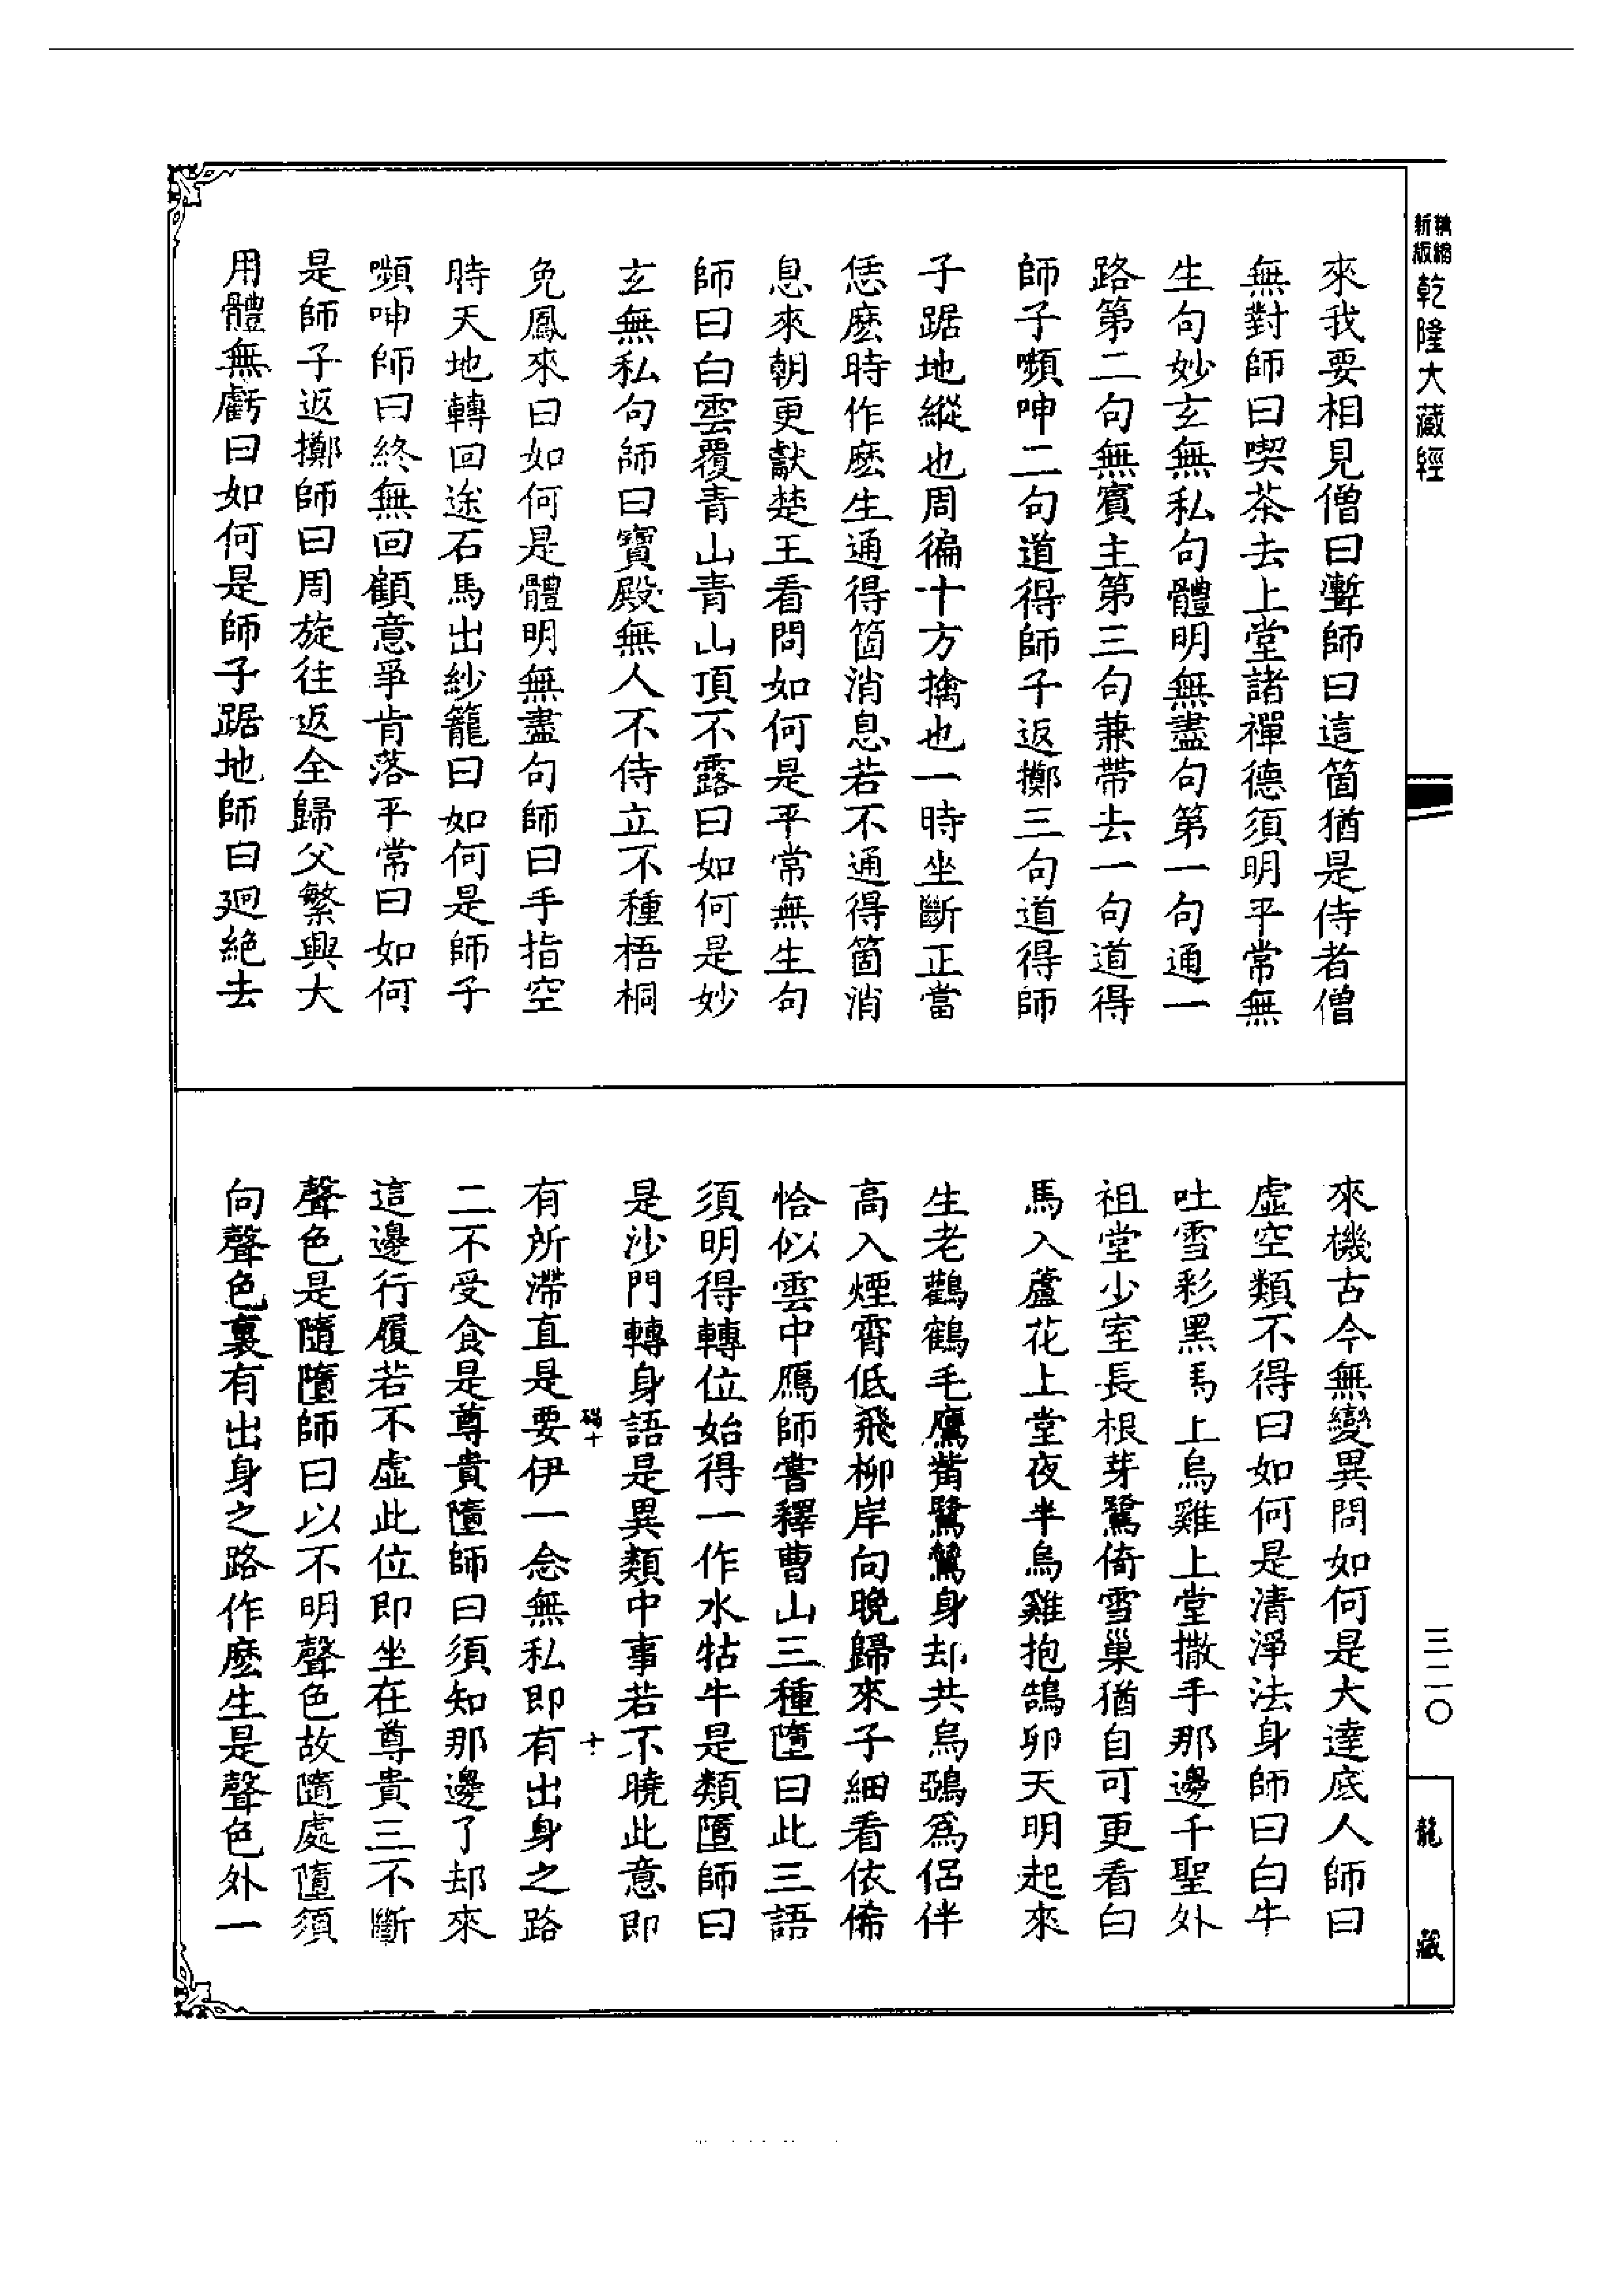 精縮新版乾隆大藏經
來我要相見僧曰塹師曰這箇猶是侍者僧
無對師曰喫茶去上堂諸禪德須明平常無
生句妙玄無私句體明無盡句第一句通一
路第二句無賓主第三句兼帶去一句道得
師子嚬呻二句道得師子返擲三句道得師
子踞地縱也周徧十方擒也一時坐斷正當
恁麽時作麽生通得箇消息若不通得箇消
息來朝更獻楚王看問如何是平常無生句
師曰白雲覆青山青山頂不露曰如何是妙
玄無私句師曰寶殿無人不侍立不種梧桐
免鳳來曰如何是體明無盡句師曰手指空
時天地轉回途石馬出紗籠曰如何是師子
嚬呻師曰終無回顧意爭肯落平常曰如何
是師子返擲師曰周旋往返全歸父繁興大
用體無虧曰如何是師子踞地師曰迥絶去
來機古今無變異問如何是大達底人師曰
虛空類不得曰如何是清淨法身師曰白牛
吐雪彩黑馬上烏雞上堂撒手那邊千聖外
祖堂少室長根芽鷺倚雪巢猶自可更看白
馬入蘆花上堂夜半烏雞抱鵠卵天明起來
生老鸛鶴毛鷹觜鷺鷥身却共烏鵶爲侶伴
高入煙霄低飛柳岸向晚歸來子細看依俙
恰似雲中鴈師嘗釋曹山三種墮曰此三語
須明得轉位始得一作水牯牛是類墮師曰
是沙門轉身語是異類中事若不曉此意即
有所滯直是要伊一念無私即有出身之路
二不受食是尊貴墮師曰須知那邊了却來
這邊行履若不虛此位即坐在尊貴三不斷
聲色是隨墮師曰以不明聲色故隨處墮須
向聲色裏有出身之路作麽生是聲色外一
三二〇
龍藏